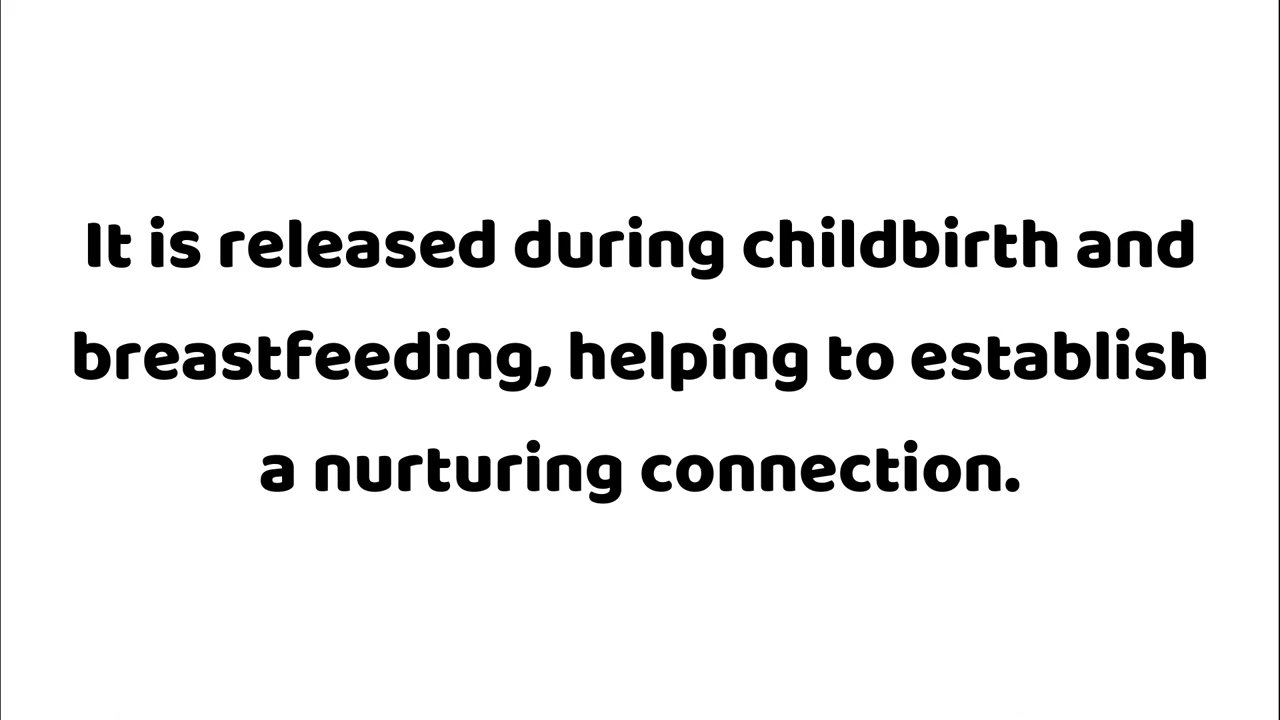 It is released during childbirth and
breastfeeding, helping to establish
a nurturing connection.